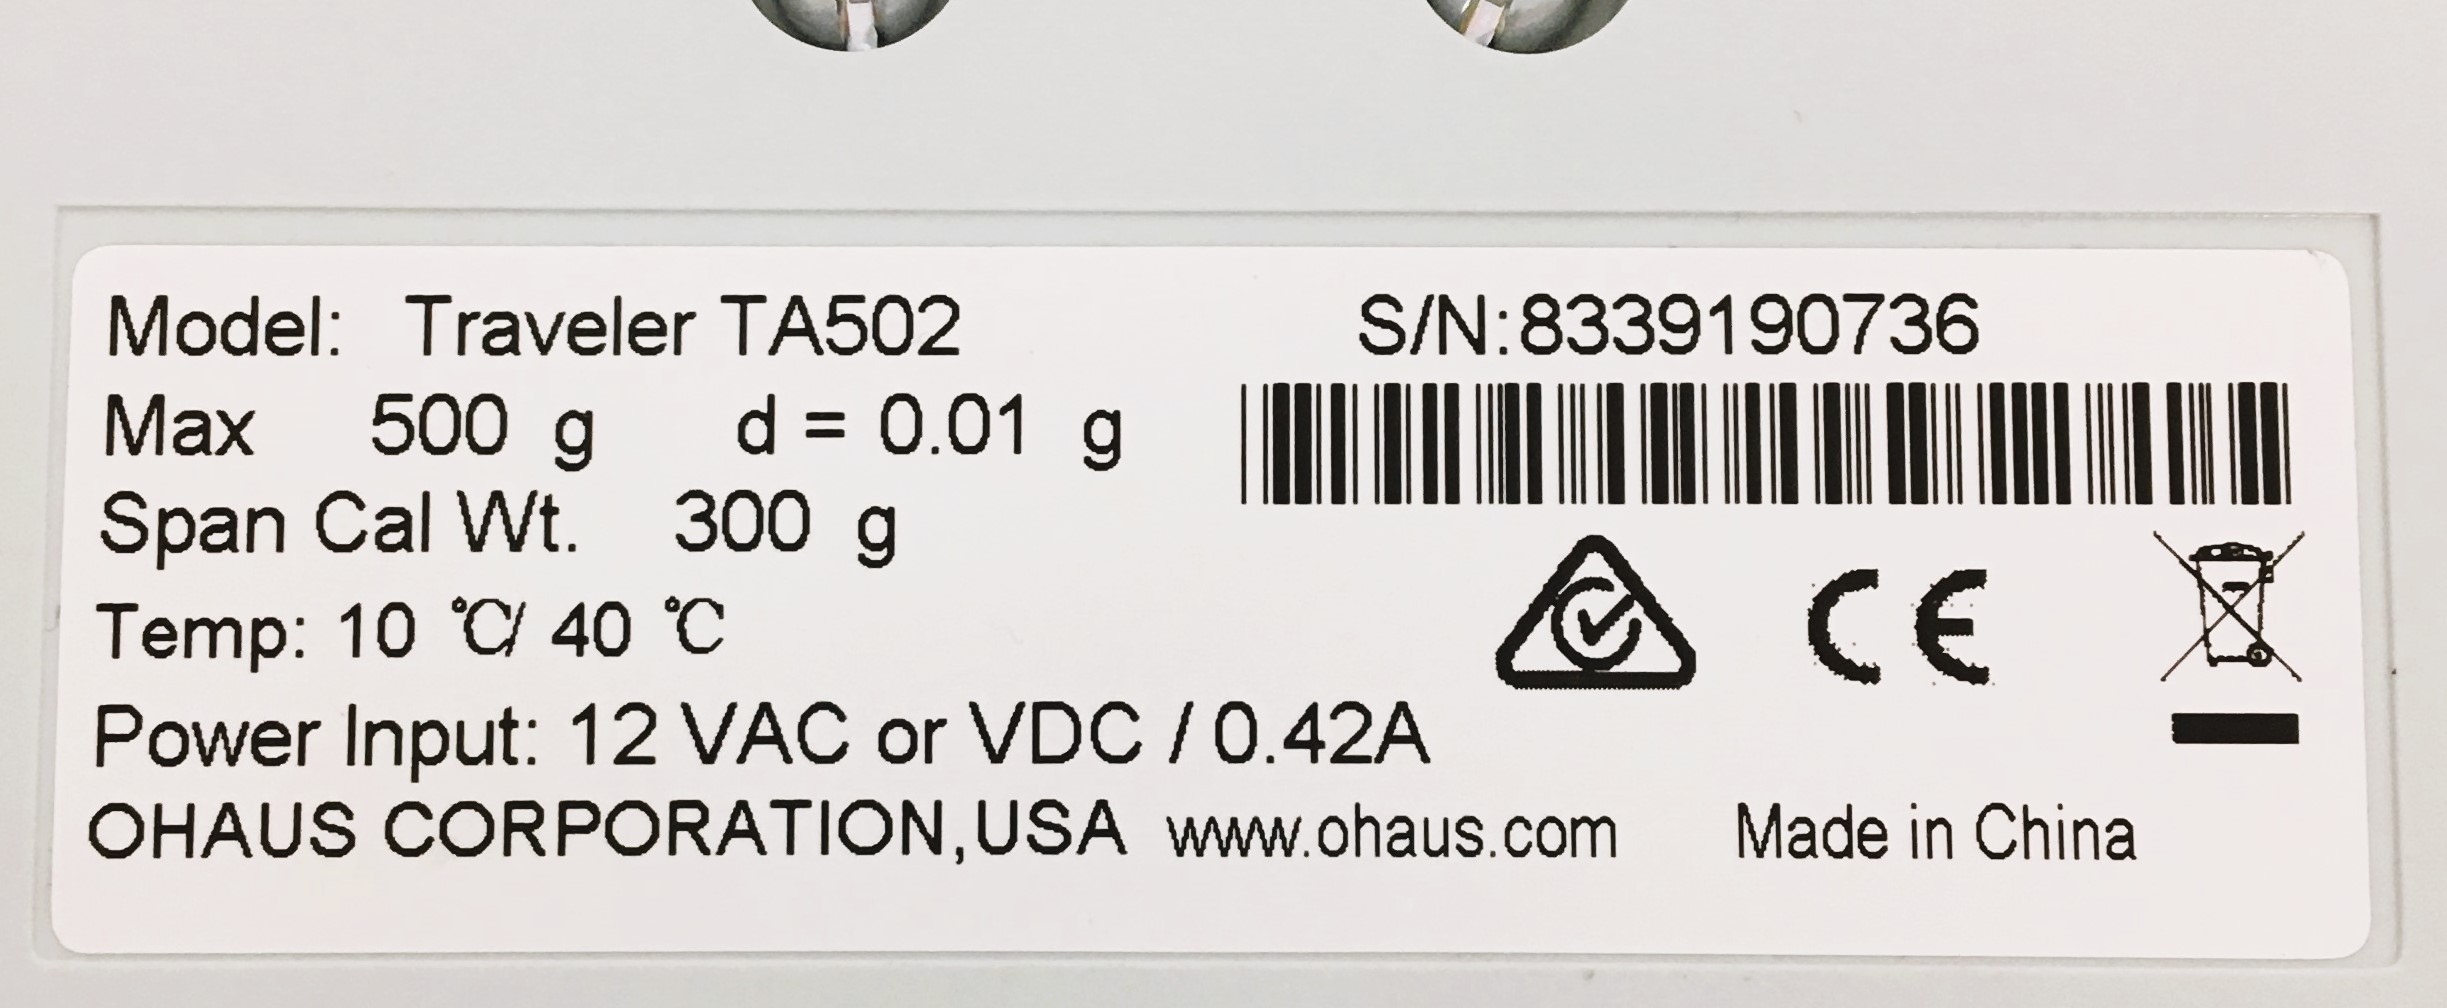 Model: Traveler TA502
S/N:8339190736
Max 500 g d = 0.01 g
Span Cal Wt. 300 g
Temp: 10 ℃/ 40 ℃
CE
Power Input: 12 VAC or VDC / 0.42A
OHAUS CORPORATION,USA www.ohaus.com Made in China